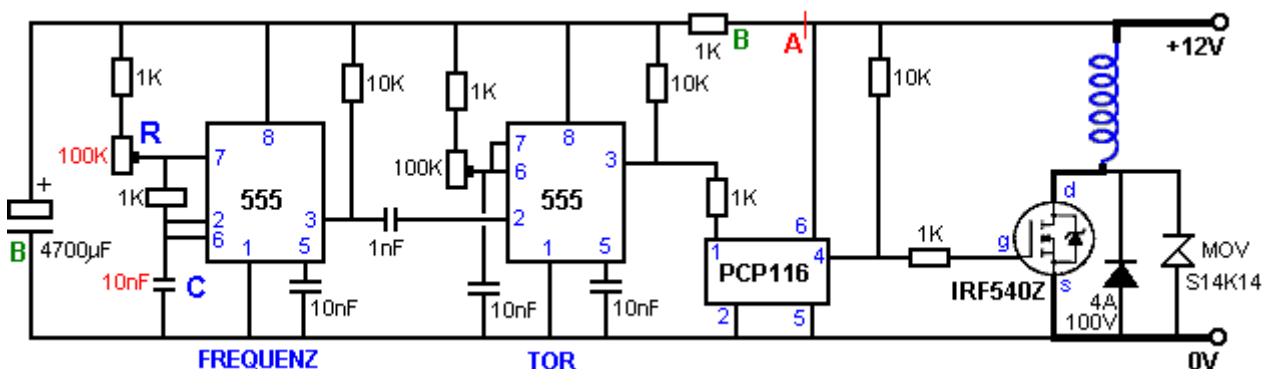 1K
B
A
+12V
1K
10K
1K
10K
10K
R
100K
7
8
555
1K
2
6
3
1
5
10nF
C
10nF
+
B
4700µF
1nF
100K
7
6
8
3
555
2
1
5
10nF
10nF
1K
1
6
4
PCP116
2
5
1K
g
d
s
IRF540Z
4A
100V
MOV
S14K14
FREQUENZ
TOR
0V